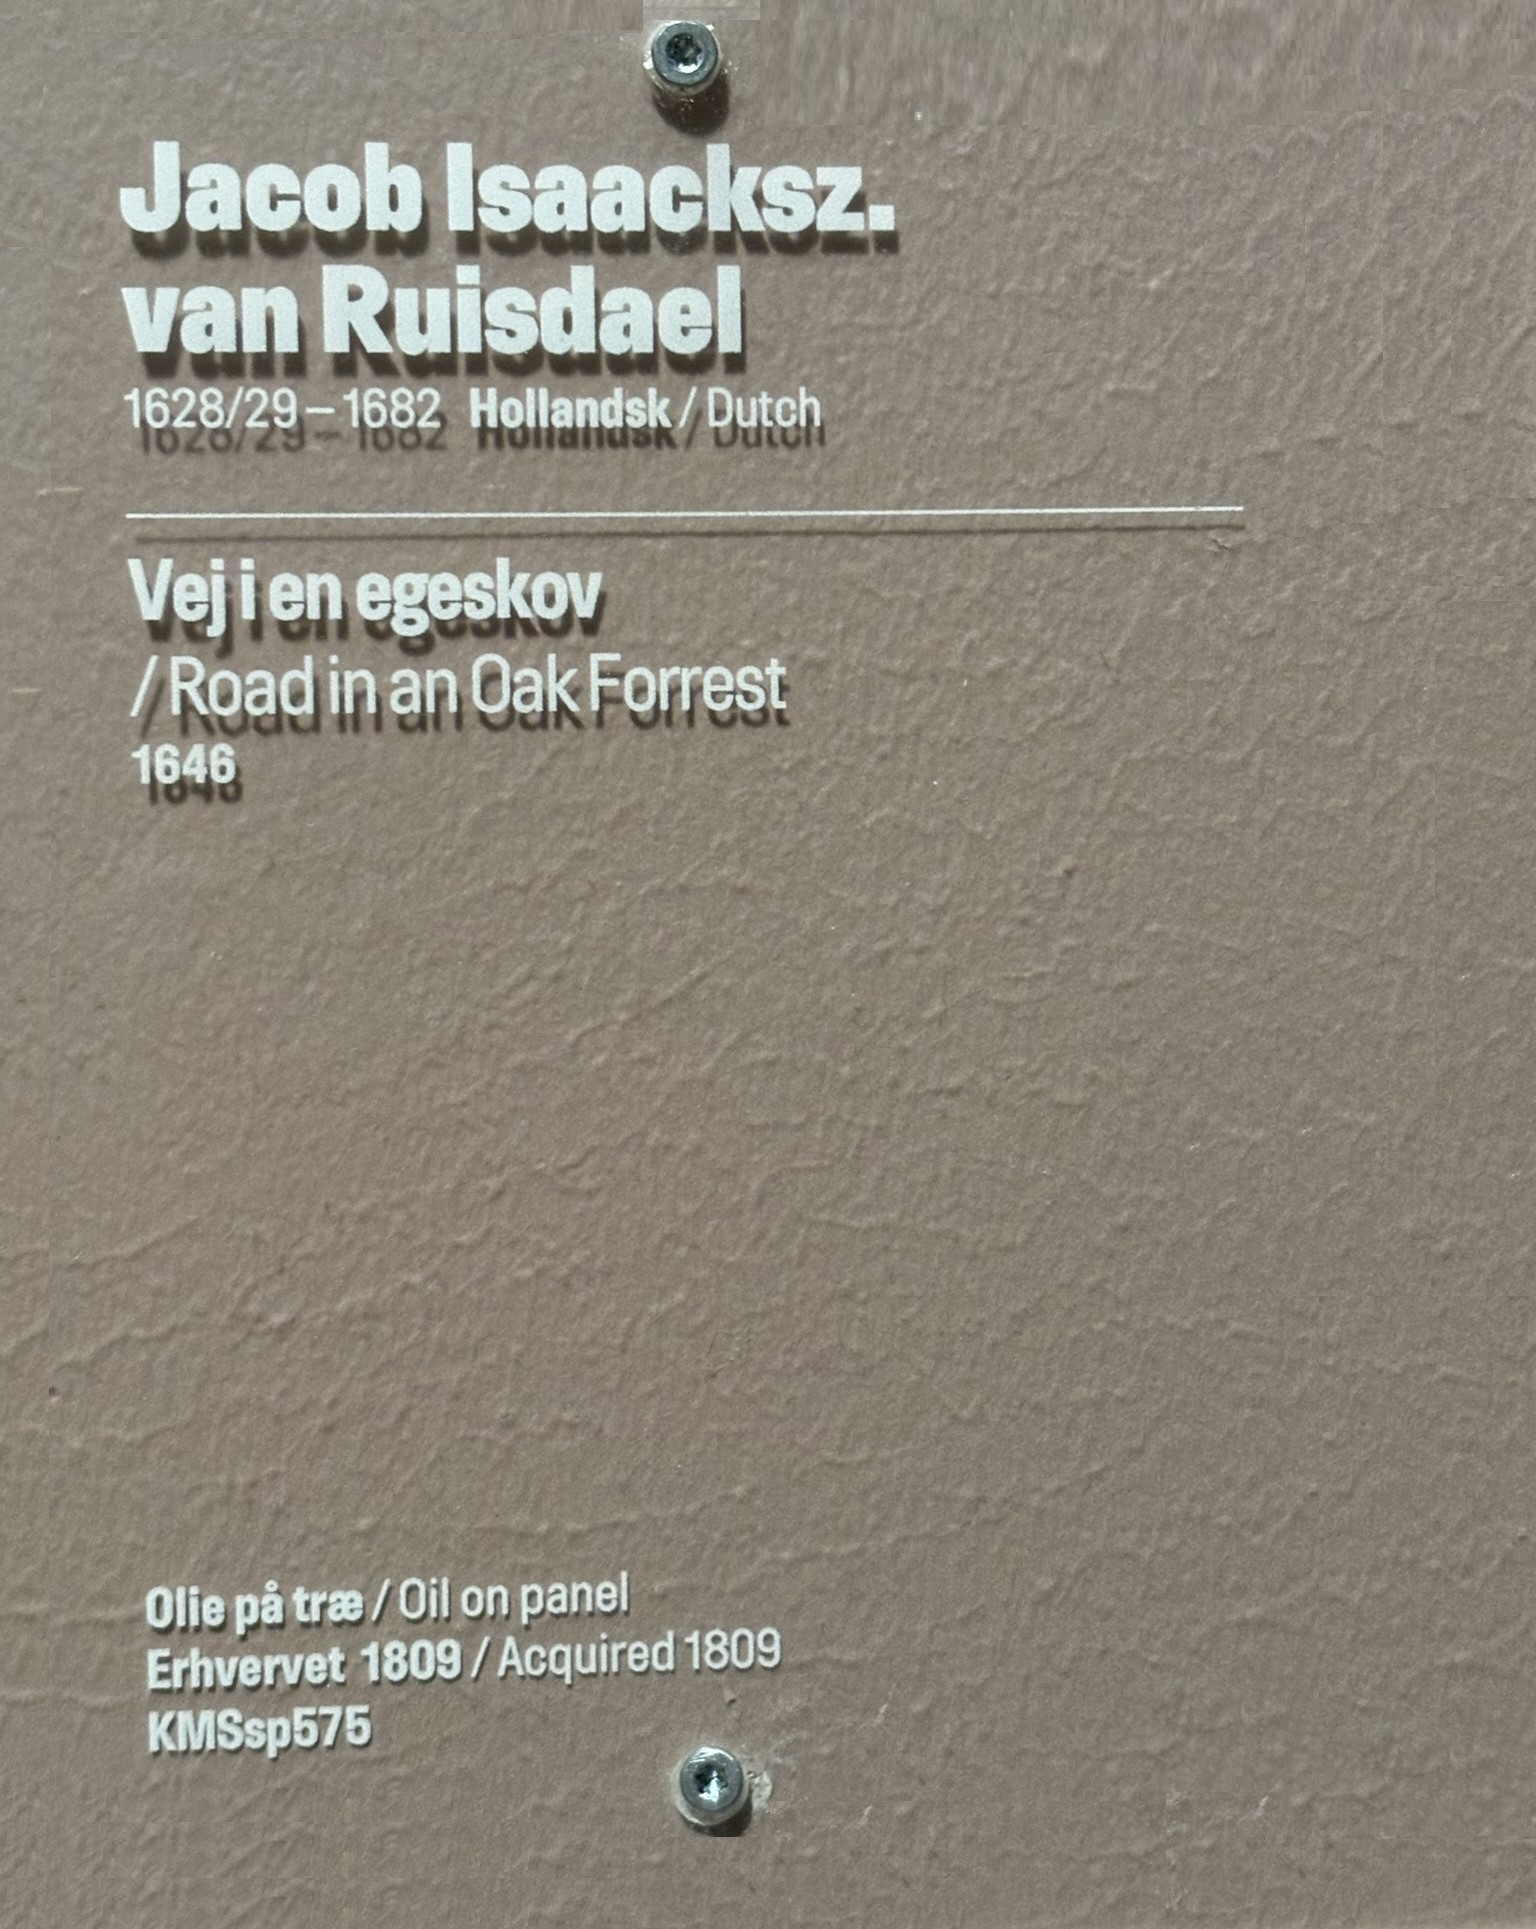 Jacob Isaacksz.
van Ruisdael
1628/29 – 1682 Hollandsk / Dutch
Vej i en egeskov
/ Road in an Oak Forrest
1646
Olie på træ / Oil on panel
Erhvervet 1809 / Acquired 1809
KMSsp575